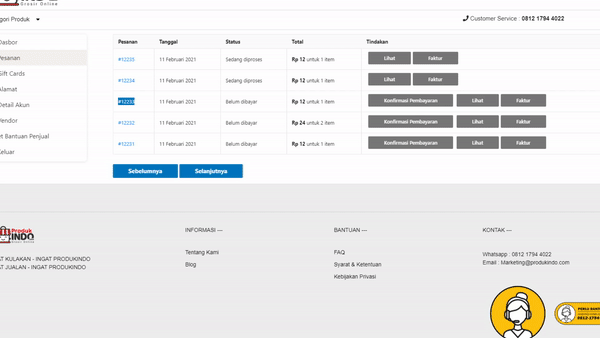 Grosir Online
gori Produk
Customer Service : 0812 1794 4022
Dasbor
Pesanan
Gift Cards
Alamat
Detail Akun
Vendor
et Bantuan Penjual
Keluar
Pesanan Tanggal Status Total Tindakan
#12235 11 Februari 2021 Sedang diproses Rp 12 untuk 1 item Lihat Faktur
#12234 11 Februari 2021 Sedang diproses Rp 12 untuk 1 item Lihat Faktur
#12233 11 Februari 2021 Belum dibayar Rp 12 untuk 1 item Konfirmasi Pembayaran Lihat Faktur
#12232 11 Februari 2021 Belum dibayar Rp 24 untuk 2 item Konfirmasi Pembayaran Lihat Faktur
#12231 11 Februari 2021 Belum dibayar Rp 12 untuk 1 item Konfirmasi Pembayaran Lihat Faktur
Sebelumnya Selanjutnya
Produk
INDO
AT KULAKAN - INGAT PRODUKINDO
AT JUALAN - INGAT PRODUKINDO
INFORMASI ---
Tentang Kami
Blog
BANTUAN ---
FAQ
Syarat & Ketentuan
Kebijakan Privasi
KONTAK ---
Whatsapp : 0812 1794 4022
Email : Marketing@produkindo.com
0812-1794